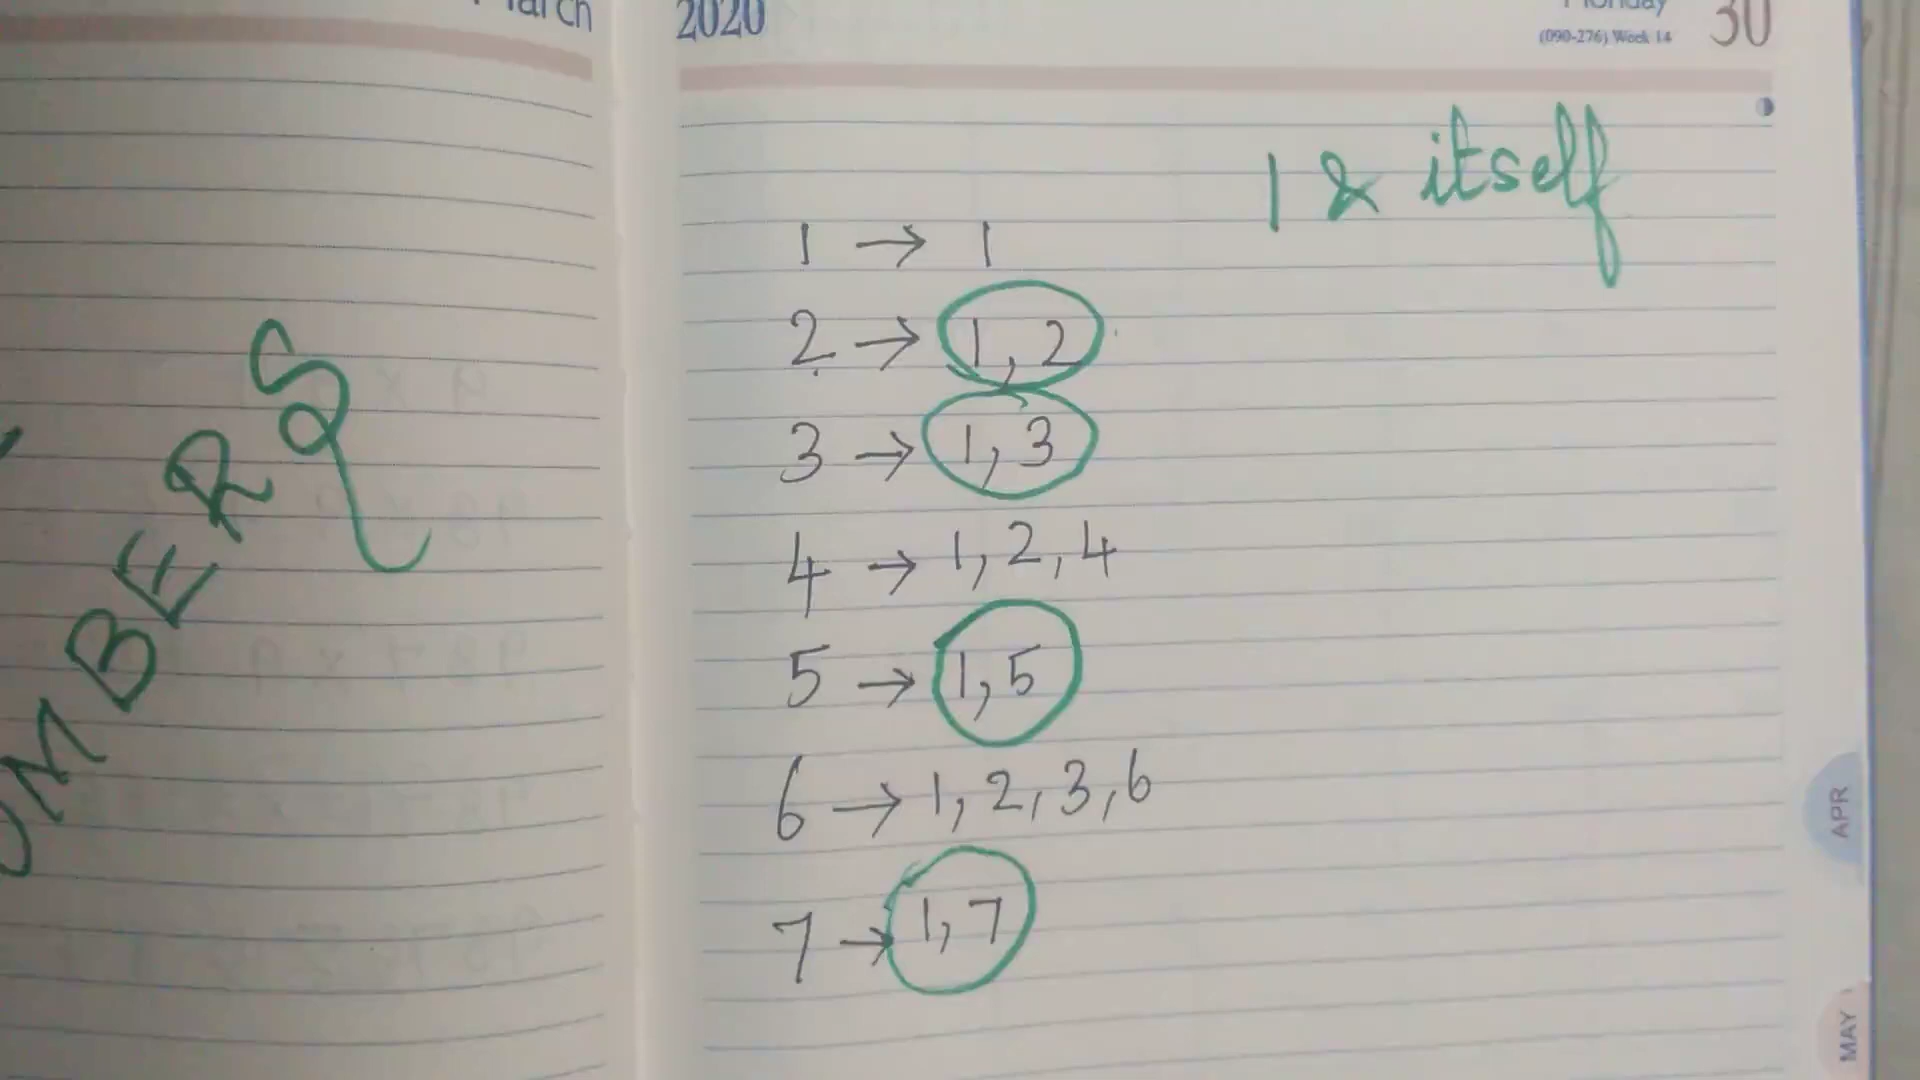 March
2020
Monday
30
(090-276) Week 14
1 & itself
1 → 1
2 → 1, 2
3 → 1, 3
4 → 1, 2, 4
5 → 1, 5
6 → 1, 2, 3, 6
7 → 1, 7
UMBERS
APR
MAY